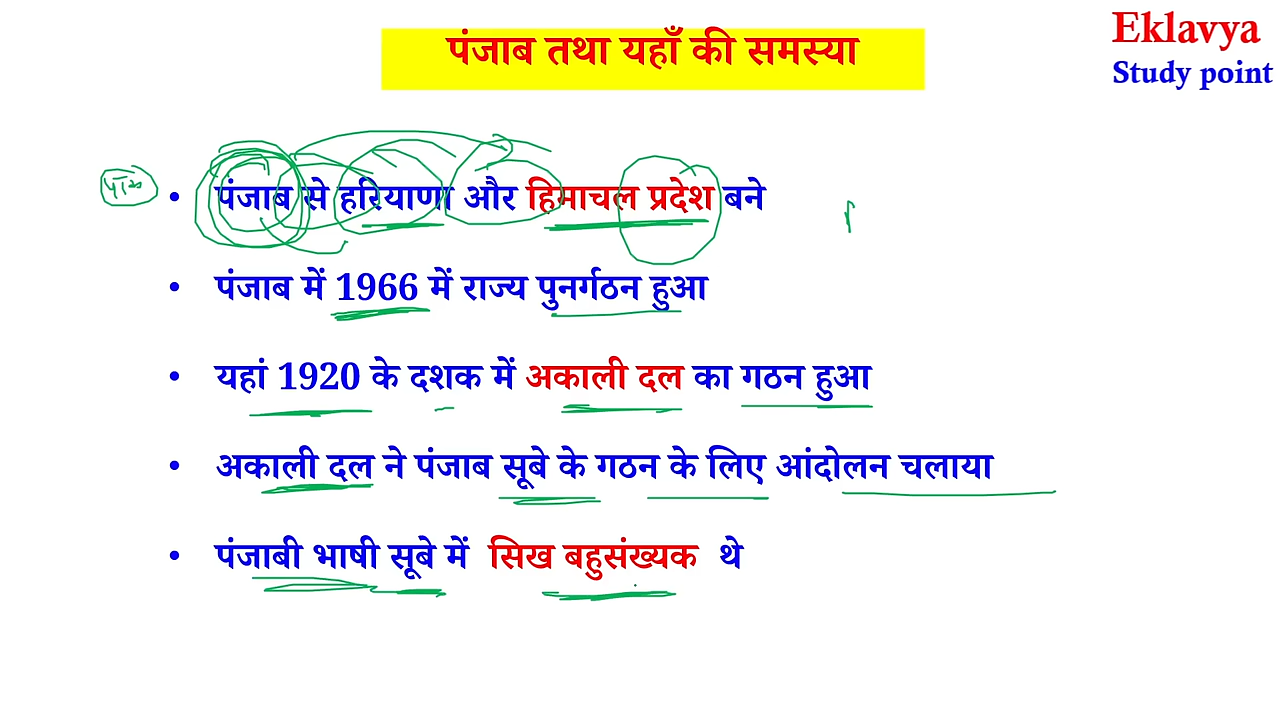 पंजाब तथा यहाँ की समस्या
Eklavya
Study point
• पंजाब से हरियाणा और हिमाचल प्रदेश बने
• पंजाब में 1966 में राज्य पुनर्गठन हुआ
• यहां 1920 के दशक में अकाली दल का गठन हुआ
• अकाली दल ने पंजाब सूबे के गठन के लिए आंदोलन चलाया
• पंजाबी भाषी सूबे में सिख बहुसंख्यक थे